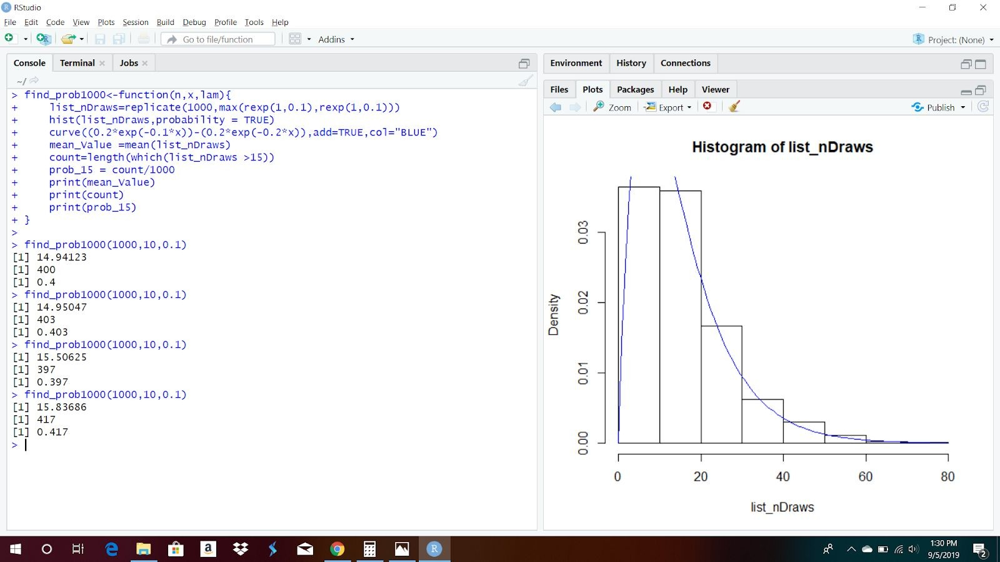 RStudio
File Edit Code View Plots Session Build Debug Profile Tools Help
Go to file/function Addins Project: (None)
Console Terminal Jobs
~/
> find_prob1000<-function(n,x,lam){
+ list_nDraws=replicate(1000,max(rexp(1,0.1),rexp(1,0.1)))
+ hist(list_nDraws,probability = TRUE)
+ curve((0.2*exp(-0.1*x))-(0.2*exp(-0.2*x)),add=TRUE,col="BLUE")
+ mean_Value =mean(list_nDraws)
+ count=length(which(list_nDraws >15))
+ prob_15 = count/1000
+ print(mean_Value)
+ print(count)
+ print(prob_15)
+ }
>
> find_prob1000(1000,10,0.1)
[1] 14.94123
[1] 400
[1] 0.4
> find_prob1000(1000,10,0.1)
[1] 14.95047
[1] 403
[1] 0.403
> find_prob1000(1000,10,0.1)
[1] 15.50625
[1] 397
[1] 0.397
> find_prob1000(1000,10,0.1)
[1] 15.83686
[1] 417
[1] 0.417
>
Environment History Connections
Files Plots Packages Help Viewer
Zoom Export Publish
Histogram of list_nDraws
Density
0.03
0.02
0.01
0.00
0 20 40 60 80
list_nDraws
1:30 PM
9/5/2019
2